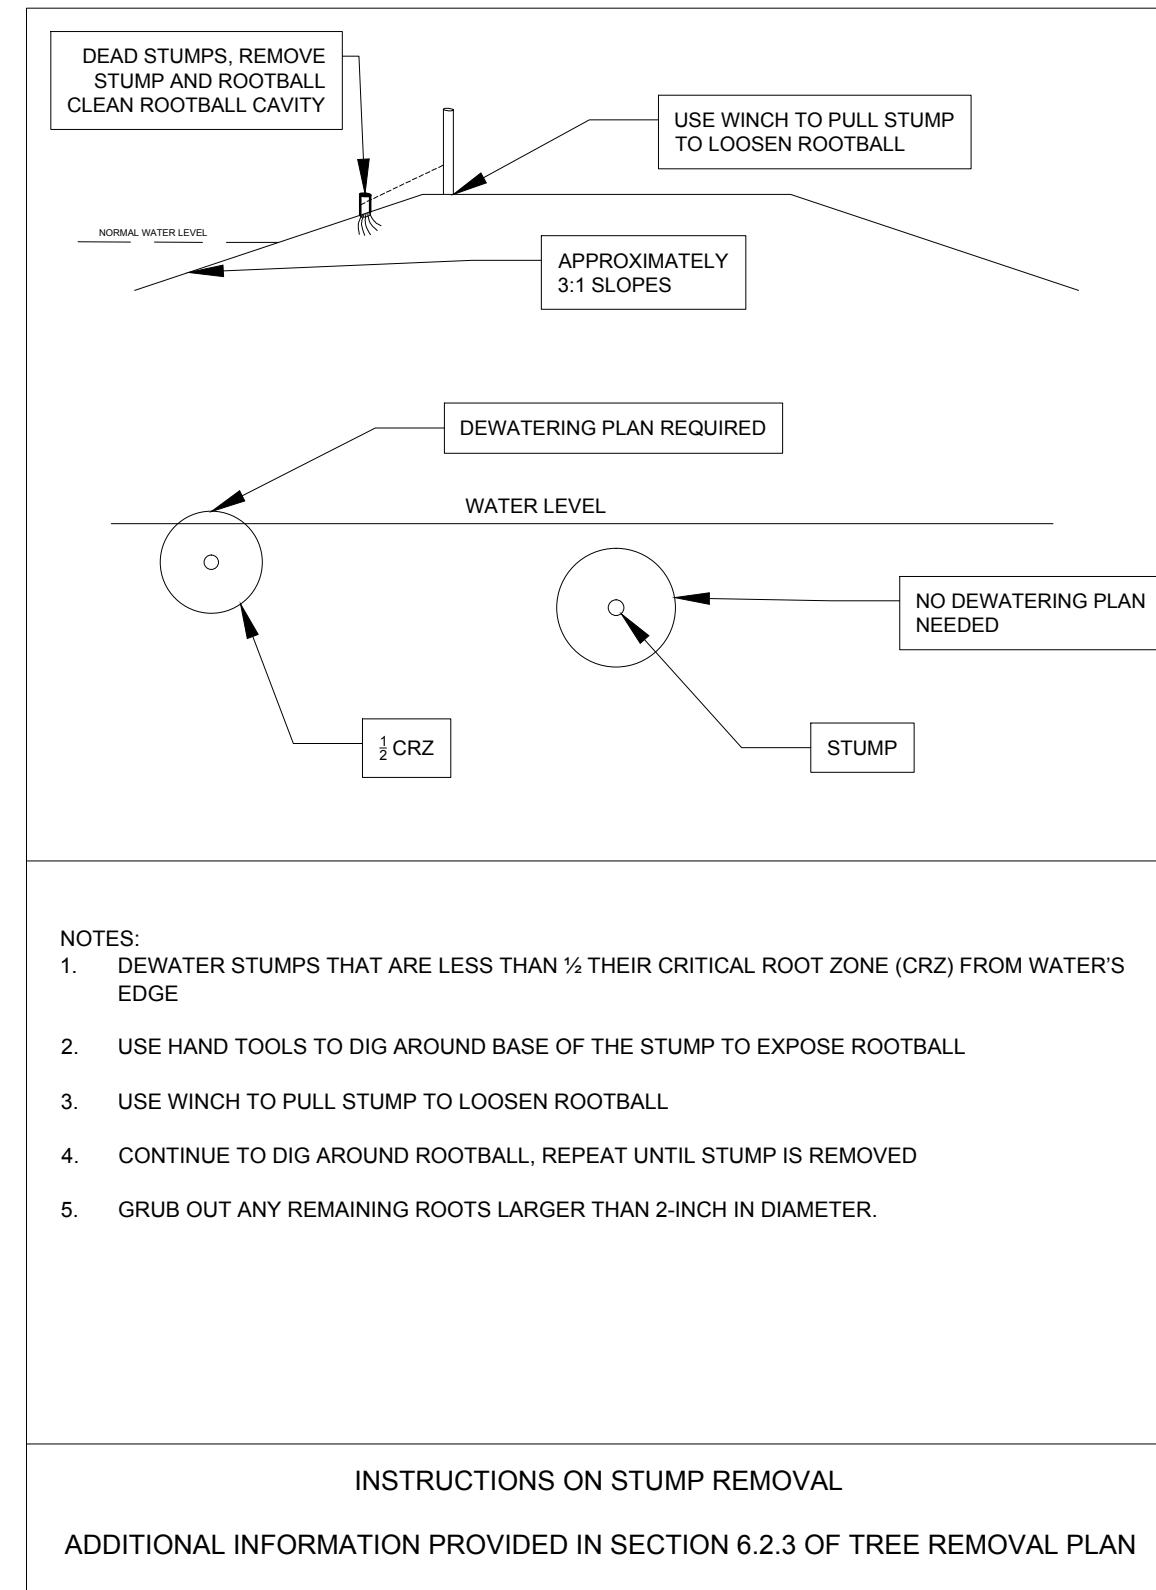 DEAD STUMPS, REMOVE
STUMP AND ROOTBALL
CLEAN ROOTBALL CAVITY
USE WINCH TO PULL STUMP
TO LOOSEN ROOTBALL
NORMAL WATER LEVEL
APPROXIMATELY
3:1 SLOPES
DEWATERING PLAN REQUIRED
WATER LEVEL
NO DEWATERING PLAN
NEEDED
½ CRZ
STUMP
NOTES:
1. DEWATER STUMPS THAT ARE LESS THAN ½ THEIR CRITICAL ROOT ZONE (CRZ) FROM WATER'S
EDGE
2. USE HAND TOOLS TO DIG AROUND BASE OF THE STUMP TO EXPOSE ROOTBALL
3. USE WINCH TO PULL STUMP TO LOOSEN ROOTBALL
4. CONTINUE TO DIG AROUND ROOTBALL, REPEAT UNTIL STUMP IS REMOVED
5. GRUB OUT ANY REMAINING ROOTS LARGER THAN 2-INCH IN DIAMETER.
INSTRUCTIONS ON STUMP REMOVAL
ADDITIONAL INFORMATION PROVIDED IN SECTION 6.2.3 OF TREE REMOVAL PLAN